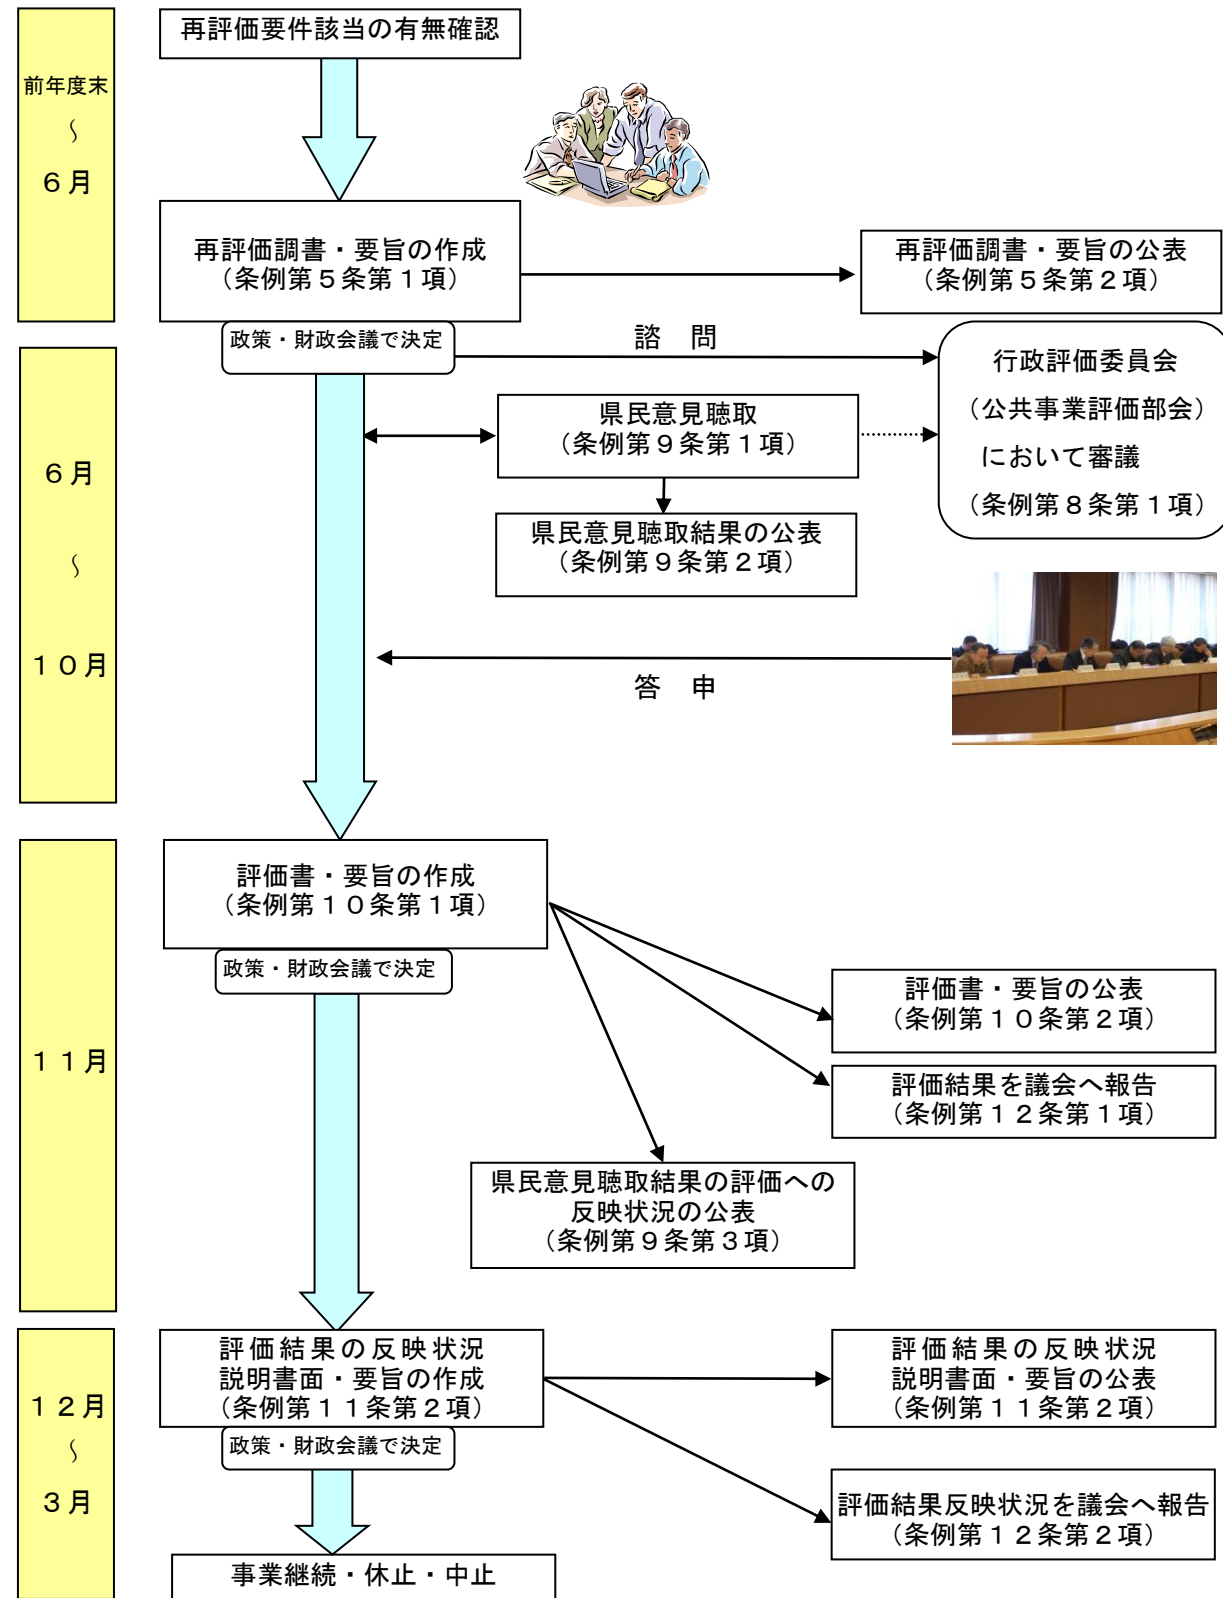 前年度末
〜
６月
再評価要件該当の有無確認
再評価調書・要旨の作成
（条例第５条第１項）
再評価調書・要旨の公表
（条例第５条第２項）
政策・財政会議で決定
諮　問
行政評価委員会
（公共事業評価部会）
において審議
（条例第８条第１項）
６月
〜
１０月
県民意見聴取
（条例第９条第１項）
県民意見聴取結果の公表
（条例第９条第２項）
答　申
１１月
評価書・要旨の作成
（条例第１０条第１項）
政策・財政会議で決定
評価書・要旨の公表
（条例第１０条第２項）
評価結果を議会へ報告
（条例第１２条第１項）
県民意見聴取結果の評価への
反映状況の公表
（条例第９条第３項）
１２月
〜
３月
評価結果の反映状況
説明書面・要旨の作成
（条例第１１条第２項）
評価結果の反映状況
説明書面・要旨の公表
（条例第１１条第２項）
政策・財政会議で決定
評価結果反映状況を議会へ報告
（条例第１２条第２項）
事業継続・休止・中止